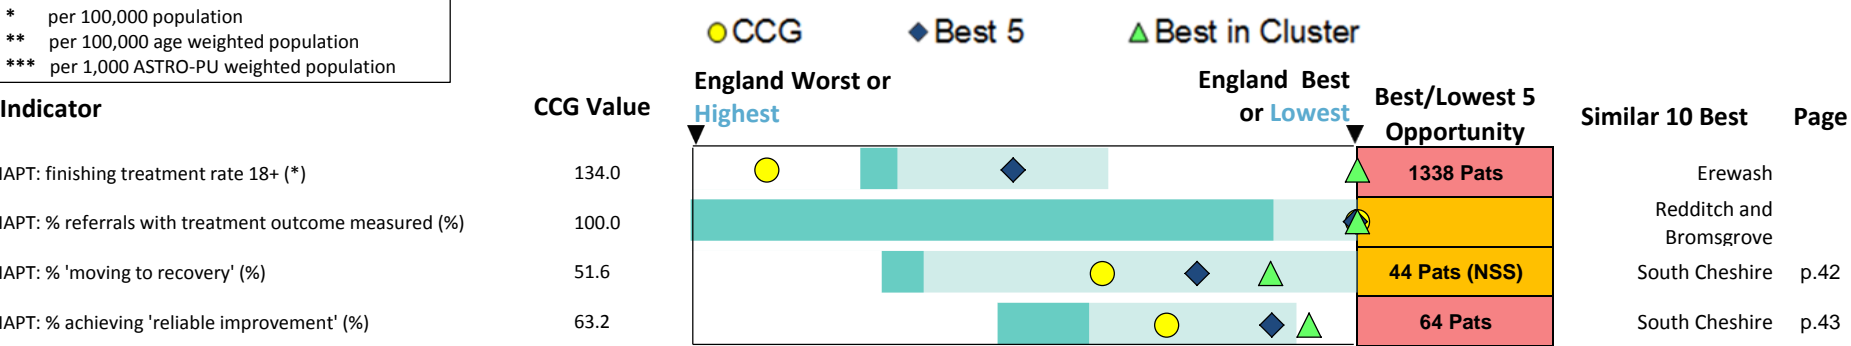 * per 100,000 population
** per 100,000 age weighted population
*** per 1,000 ASTRO-PU weighted population
CCG Best 5 Best in Cluster
Indicator CCG Value England Worst or Highest England Best or Lowest Best/Lowest 5 Opportunity Similar 10 Best Page
IAPT: finishing treatment rate 18+ (*) 134.0 1338 Pats Erewash
IAPT: % referrals with treatment outcome measured (%) 100.0 Redditch and Bromsgrove
IAPT: % 'moving to recovery' (%) 51.6 44 Pats (NSS) South Cheshire p.42
IAPT: % achieving 'reliable improvement' (%) 63.2 64 Pats South Cheshire p.43